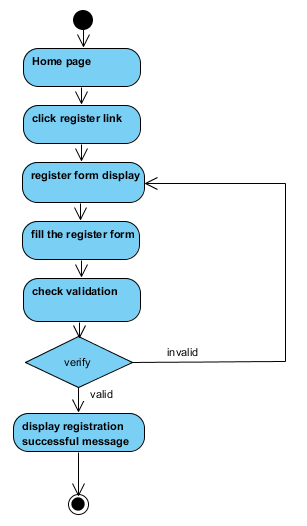 Home page
click register link
register form display
fill the register form
check validation
verify
invalid
valid
display registration
successful message